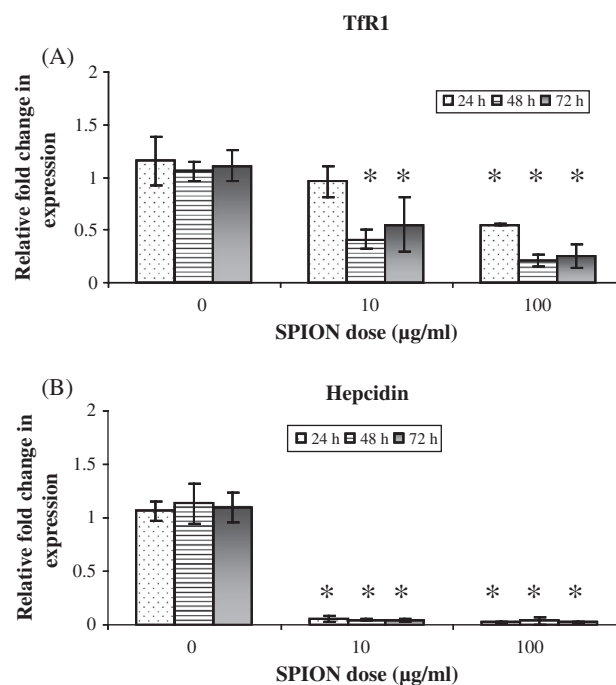 TfR1
(A)
2
1.5
1
0.5
0
Relative fold change in
expression
24 h 48 h 72 h
* * * * *
0 10 100
SPION dose (µg/ml)
(B)
Hepcidin
2
1.5
1
0.5
0
Relative fold change in
expression
24 h 48 h 72 h
* * * * * *
0 10 100
SPION dose (µg/ml)